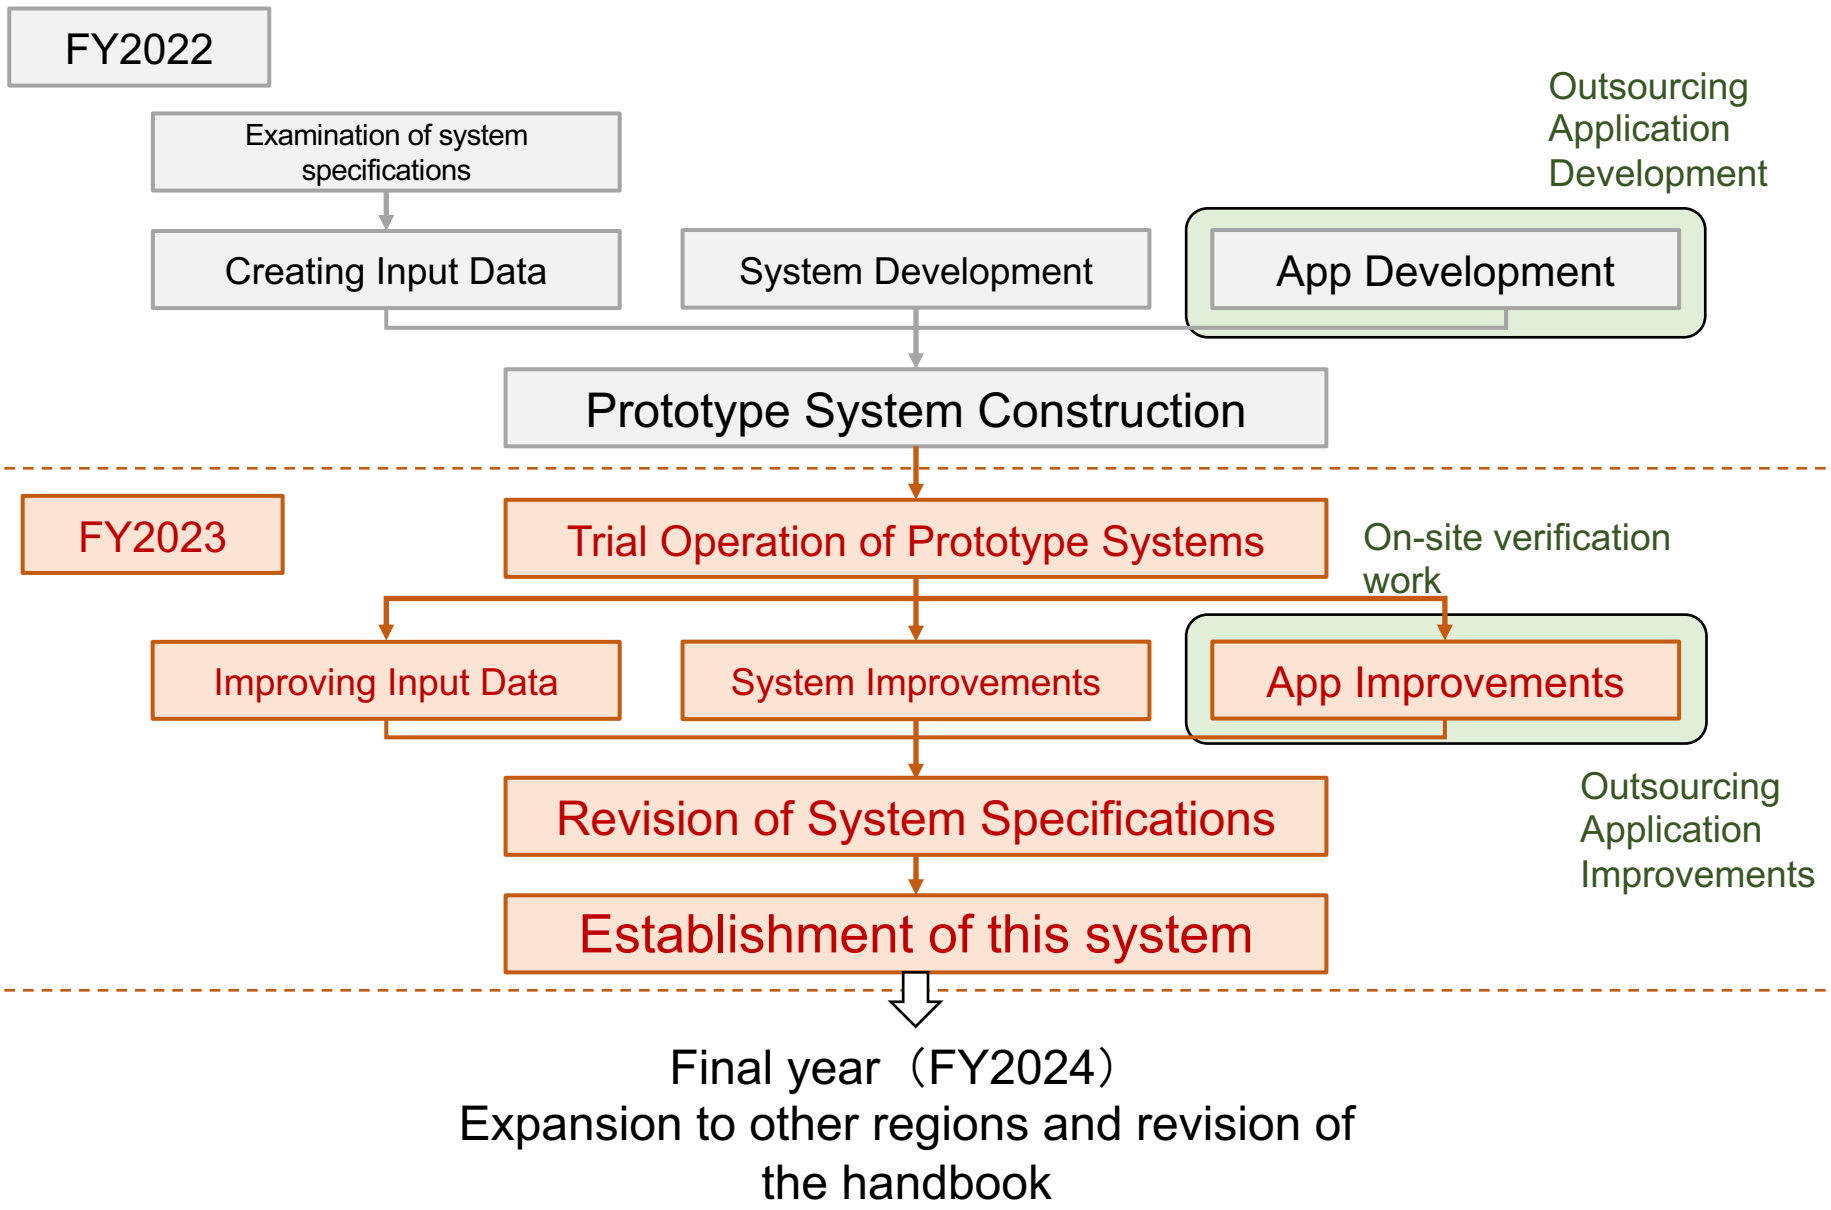 FY2022
Outsourcing
Application
Development
Examination of system
specifications
Creating Input Data
System Development
App Development
Prototype System Construction
FY2023
Trial Operation of Prototype Systems
On-site verification
work
Improving Input Data
System Improvements
App Improvements
Outsourcing
Application
Improvements
Revision of System Specifications
Establishment of this system
Final year（FY2024）
Expansion to other regions and revision of
the handbook